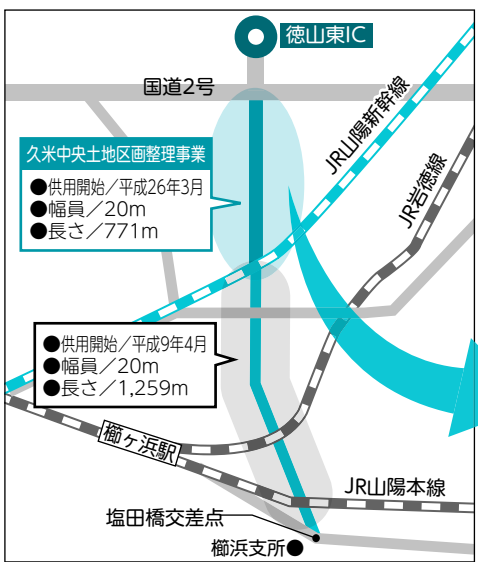 徳山東IC
国道2号
JR山陽新幹線
久米中央土地区画整理事業
●供用開始／平成26年3月
●幅員／20m
●長さ／771m
JR岩徳線
●供用開始／平成9年4月
●幅員／20m
●長さ／1,259m
櫛ヶ浜駅
JR山陽本線
塩田橋交差点
櫛浜支所●